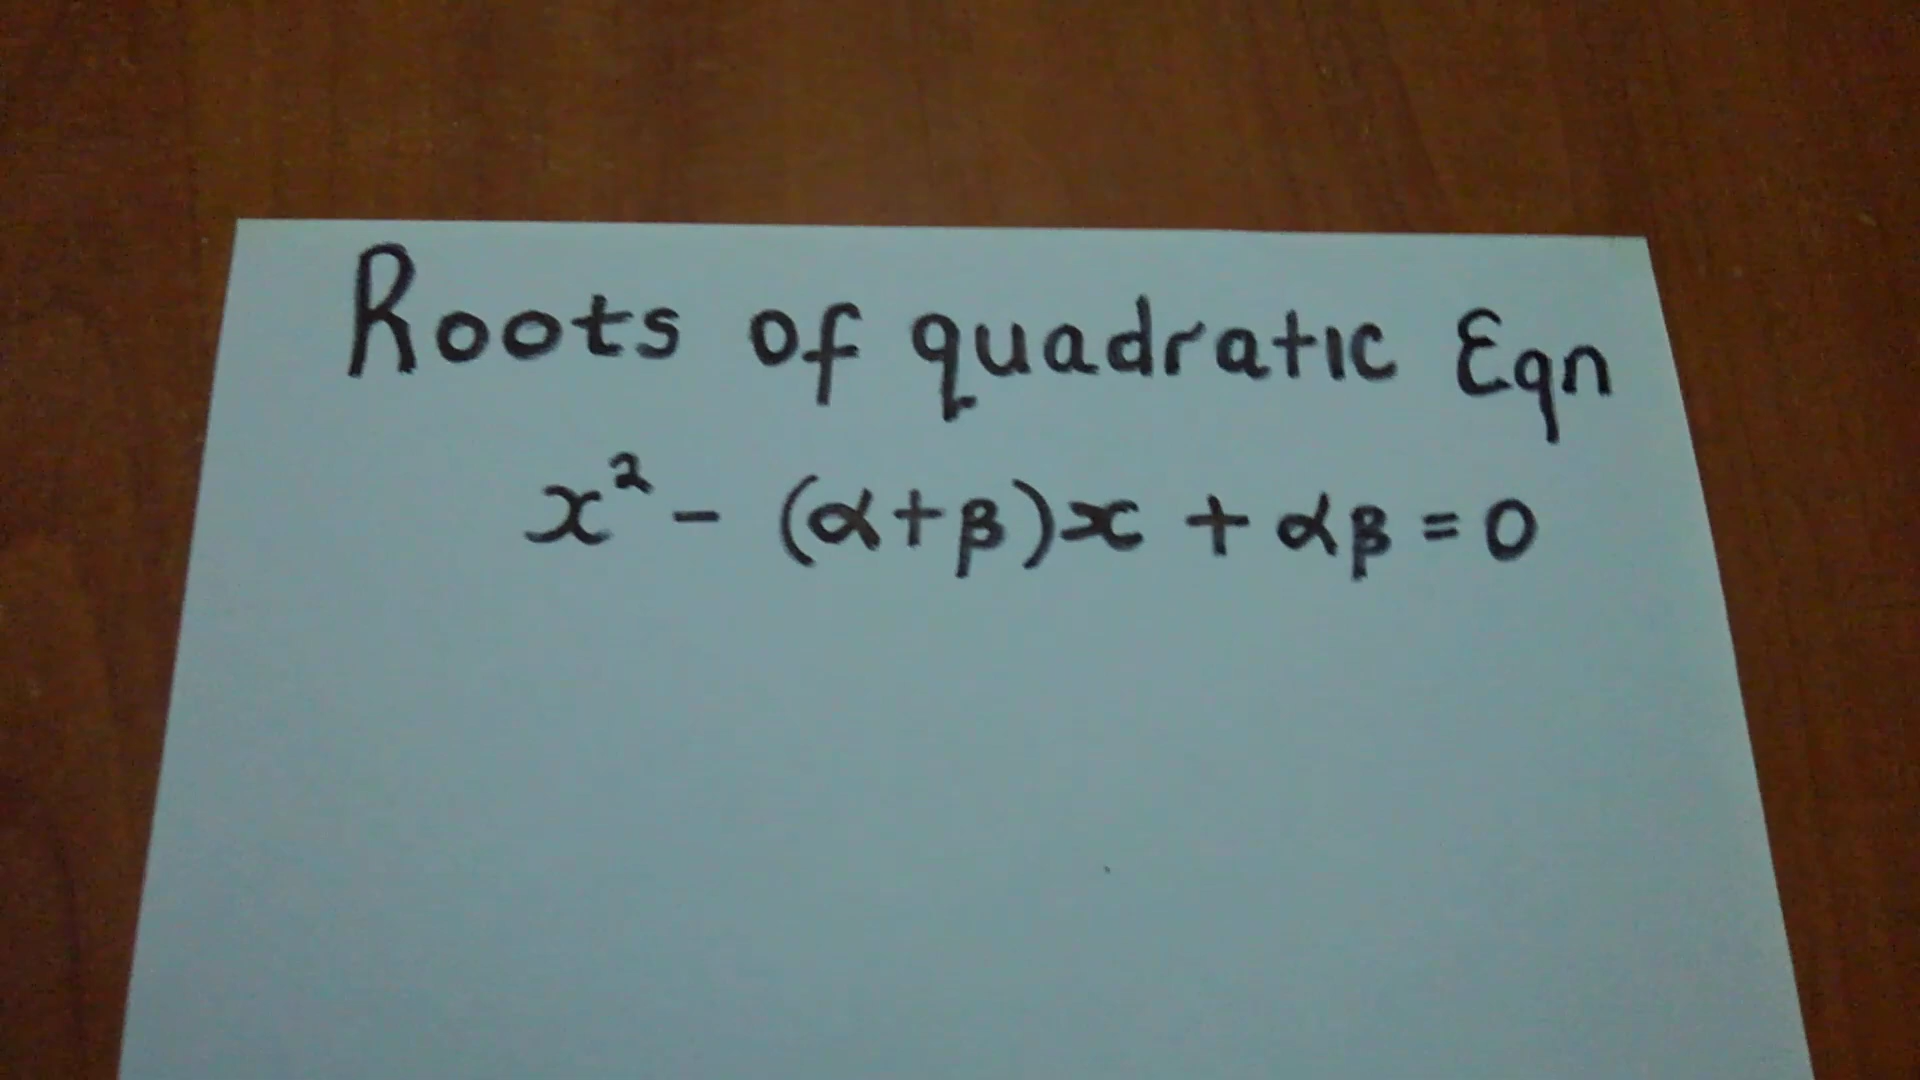 Roots of quadratic Eqn
x² - (α+β)x + αβ = 0